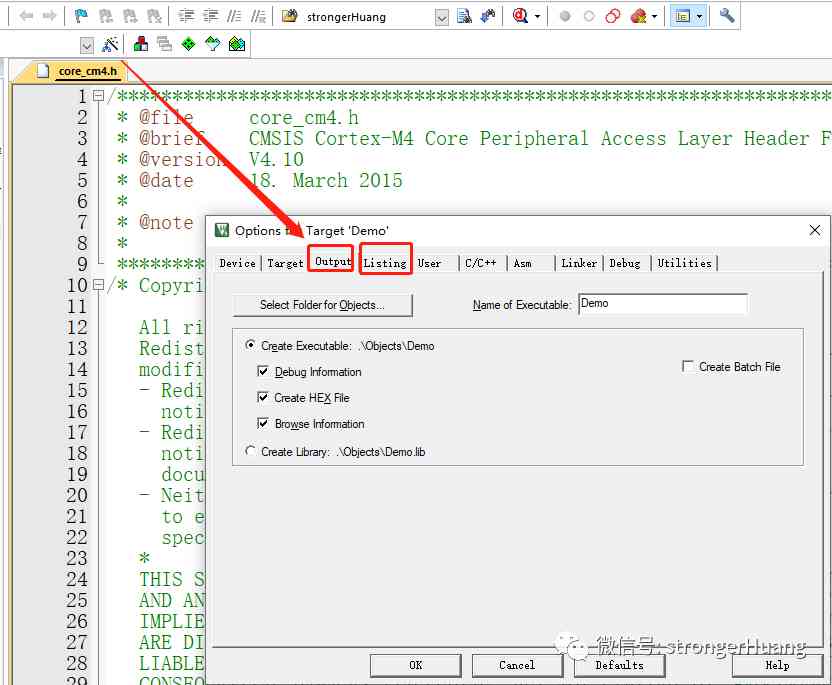 strongerHuang
core_cm4.h
1 /******************************************************************************
2 * @file core_cm4.h
3 * @brief CMSIS Cortex-M4 Core Peripheral Access Layer Header F
4 * @version V4.10
5 * @date 18. March 2015
6 *
7 * @note
8 *
9 *********
10 /* Copyri
11
12 All ri
13 Redist
14 modifi
15 - Redi
16 noti
17 - Redi
18 noti
19 docu
20 - Neit
21 to e
22 spec
23 *
24 THIS S
25 AND AN
26 IMPLIE
27 ARE DI
28 LIABLE
29 CONSEQ
Options Target 'Demo'
Device Target Output Listing User C/C++ Asm Linker Debug Utilities
Select Folder for Objects... Name of Executable: Demo
Create Executable: .\Objects\Demo
Debug Information Create Batch File
Create HEX File
Browse Information
Create Library: .\Objects\Demo.lib
微信号: strongerHuang
OK Cancel Defaults Help